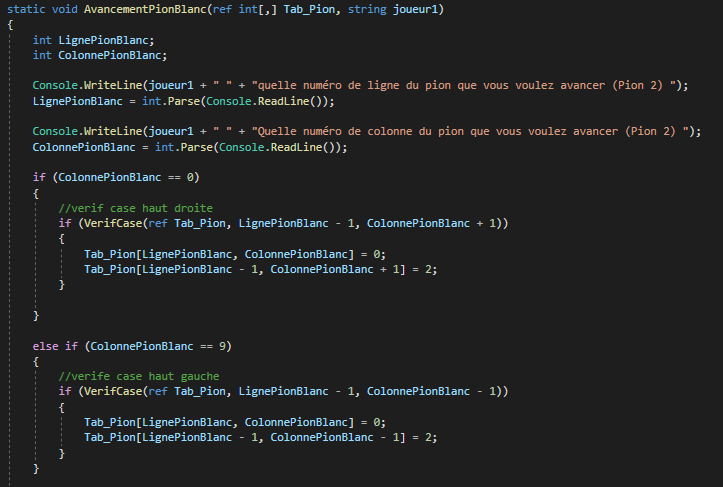 static void AvancementPionBlanc(ref int[,] Tab_Pion, string joueur1)
{
    int LignePionBlanc;
    int ColonnePionBlanc;

    Console.WriteLine(joueur1 + " " + "quelle numéro de ligne du pion que vous voulez avancer (Pion 2) ");
    LignePionBlanc = int.Parse(Console.ReadLine());

    Console.WriteLine(joueur1 + " " + "Quelle numéro de colonne du pion que vous voulez avancer (Pion 2) ");
    ColonnePionBlanc = int.Parse(Console.ReadLine());

    if (ColonnePionBlanc == 0)
    {
        //verif case haut droite
        if (VerifCase(ref Tab_Pion, LignePionBlanc - 1, ColonnePionBlanc + 1))
        {
            Tab_Pion[LignePionBlanc, ColonnePionBlanc] = 0;
            Tab_Pion[LignePionBlanc - 1, ColonnePionBlanc + 1] = 2;
        }

    }

    else if (ColonnePionBlanc == 9)
    {
        //verife case haut gauche
        if (VerifCase(ref Tab_Pion, LignePionBlanc - 1, ColonnePionBlanc - 1))
        {
            Tab_Pion[LignePionBlanc, ColonnePionBlanc] = 0;
            Tab_Pion[LignePionBlanc - 1, ColonnePionBlanc - 1] = 2;
        }
    }